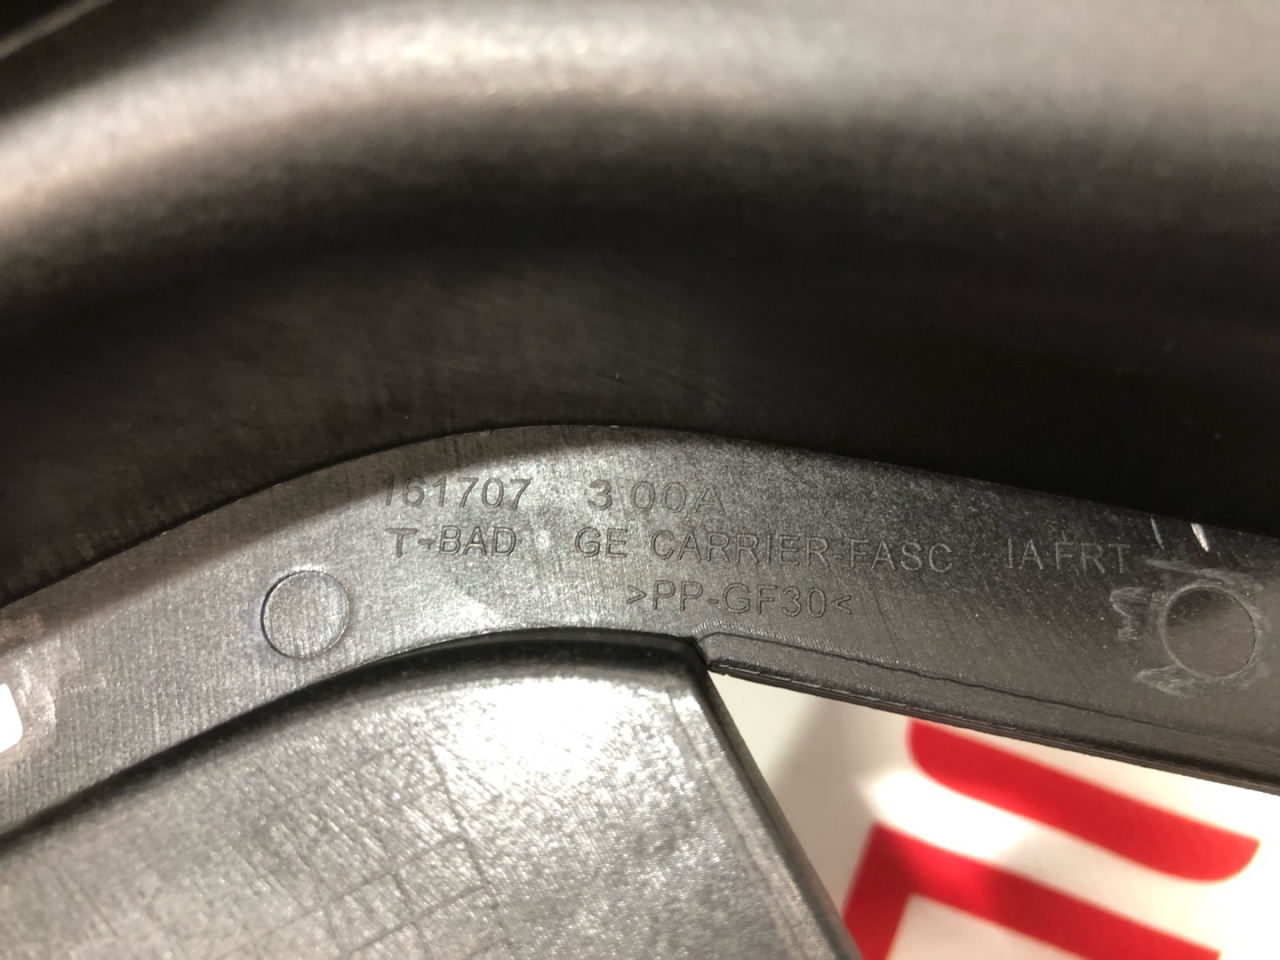 161707 3 00A
T-BAD GE CARRIER-FASC IA FRT
>PP-GF30<